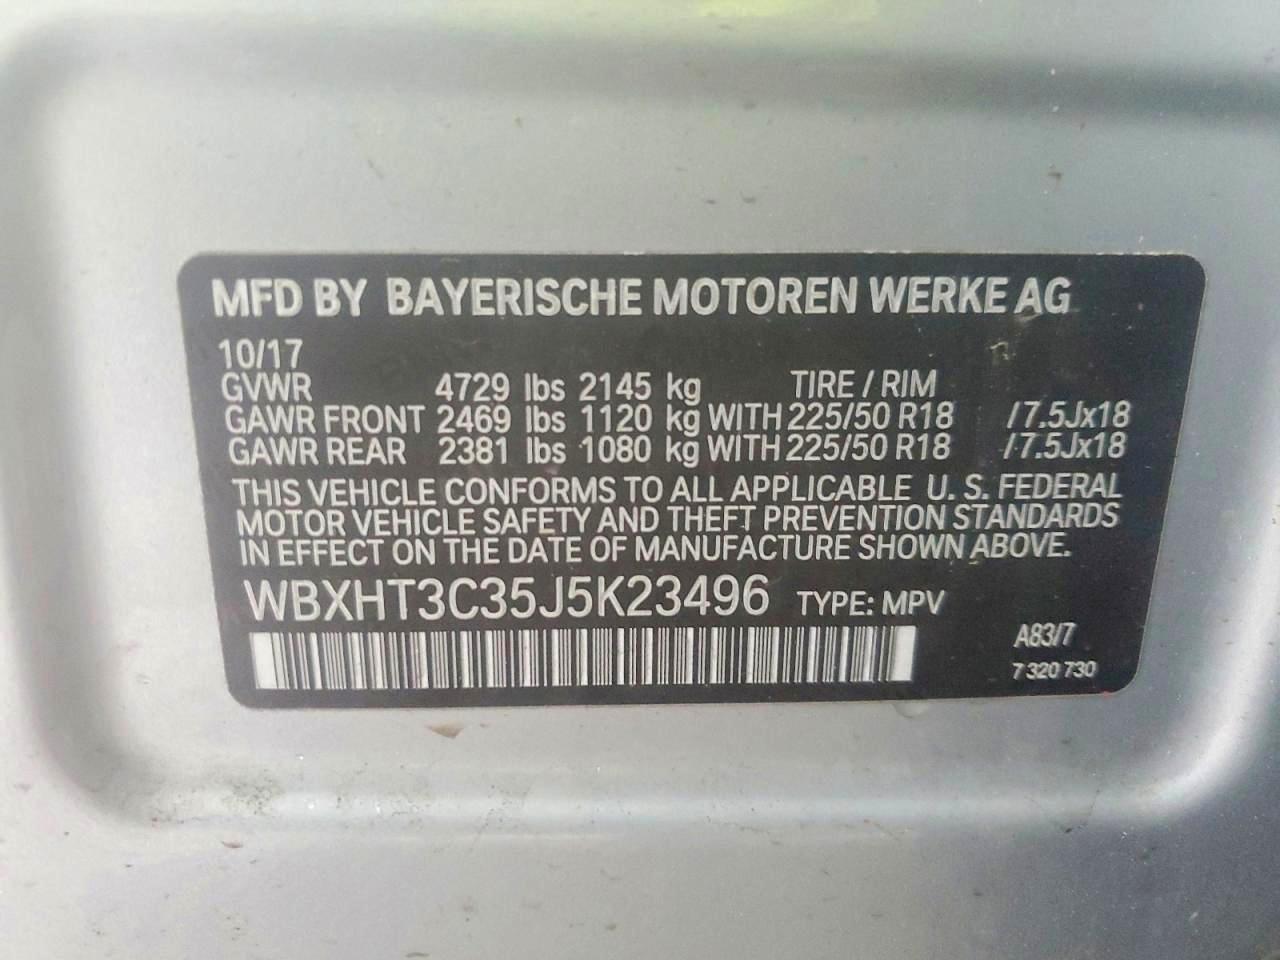 MFD BY BAYERISCHE MOTOREN WERKE AG
10/17
GVWR 4729 lbs 2145 kg TIRE / RIM
GAWR FRONT 2469 lbs 1120 kg WITH 225/50 R18 /7.5Jx18
GAWR REAR 2381 lbs 1080 kg WITH 225/50 R18 /7.5Jx18
THIS VEHICLE CONFORMS TO ALL APPLICABLE U. S. FEDERAL
MOTOR VEHICLE SAFETY AND THEFT PREVENTION STANDARDS
IN EFFECT ON THE DATE OF MANUFACTURE SHOWN ABOVE.
WBXHT3C35J5K23496 TYPE: MPV
A83/7
7 320 730